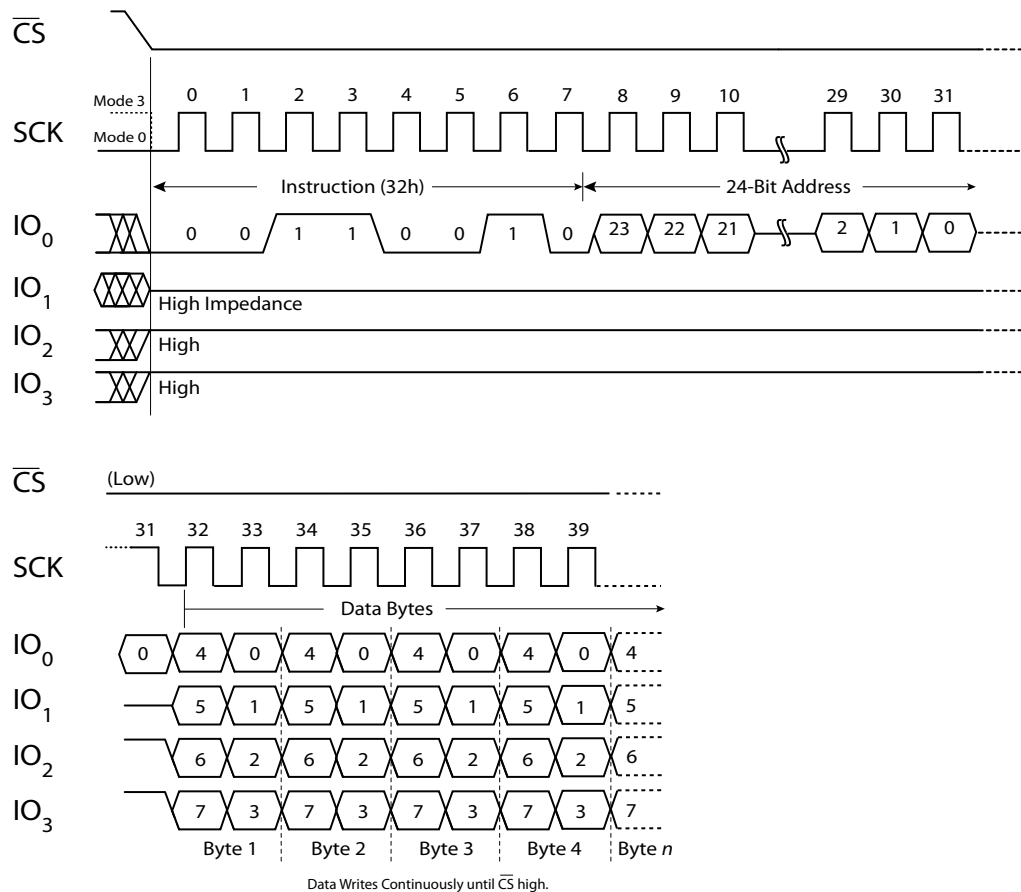 CS
Mode 3
Mode 0
SCK
0 1 2 3 4 5 6 7 8 9 10 29 30 31
Instruction (32h) 24-Bit Address
IO0 0 0 1 1 0 0 1 0 23 22 21 2 1 0
IO1 High Impedance
IO2 High
IO3 High
CS (Low)
31 32 33 34 35 36 37 38 39
SCK
Data Bytes
IO0 0 4 0 4 0 4 0 4 0 4
IO1 5 1 5 1 5 1 5 1 5
IO2 6 2 6 2 6 2 6 2 6
IO3 7 3 7 3 7 3 7 3 7
Byte 1 Byte 2 Byte 3 Byte 4 Byte n
Data Writes Continuously until CS high.